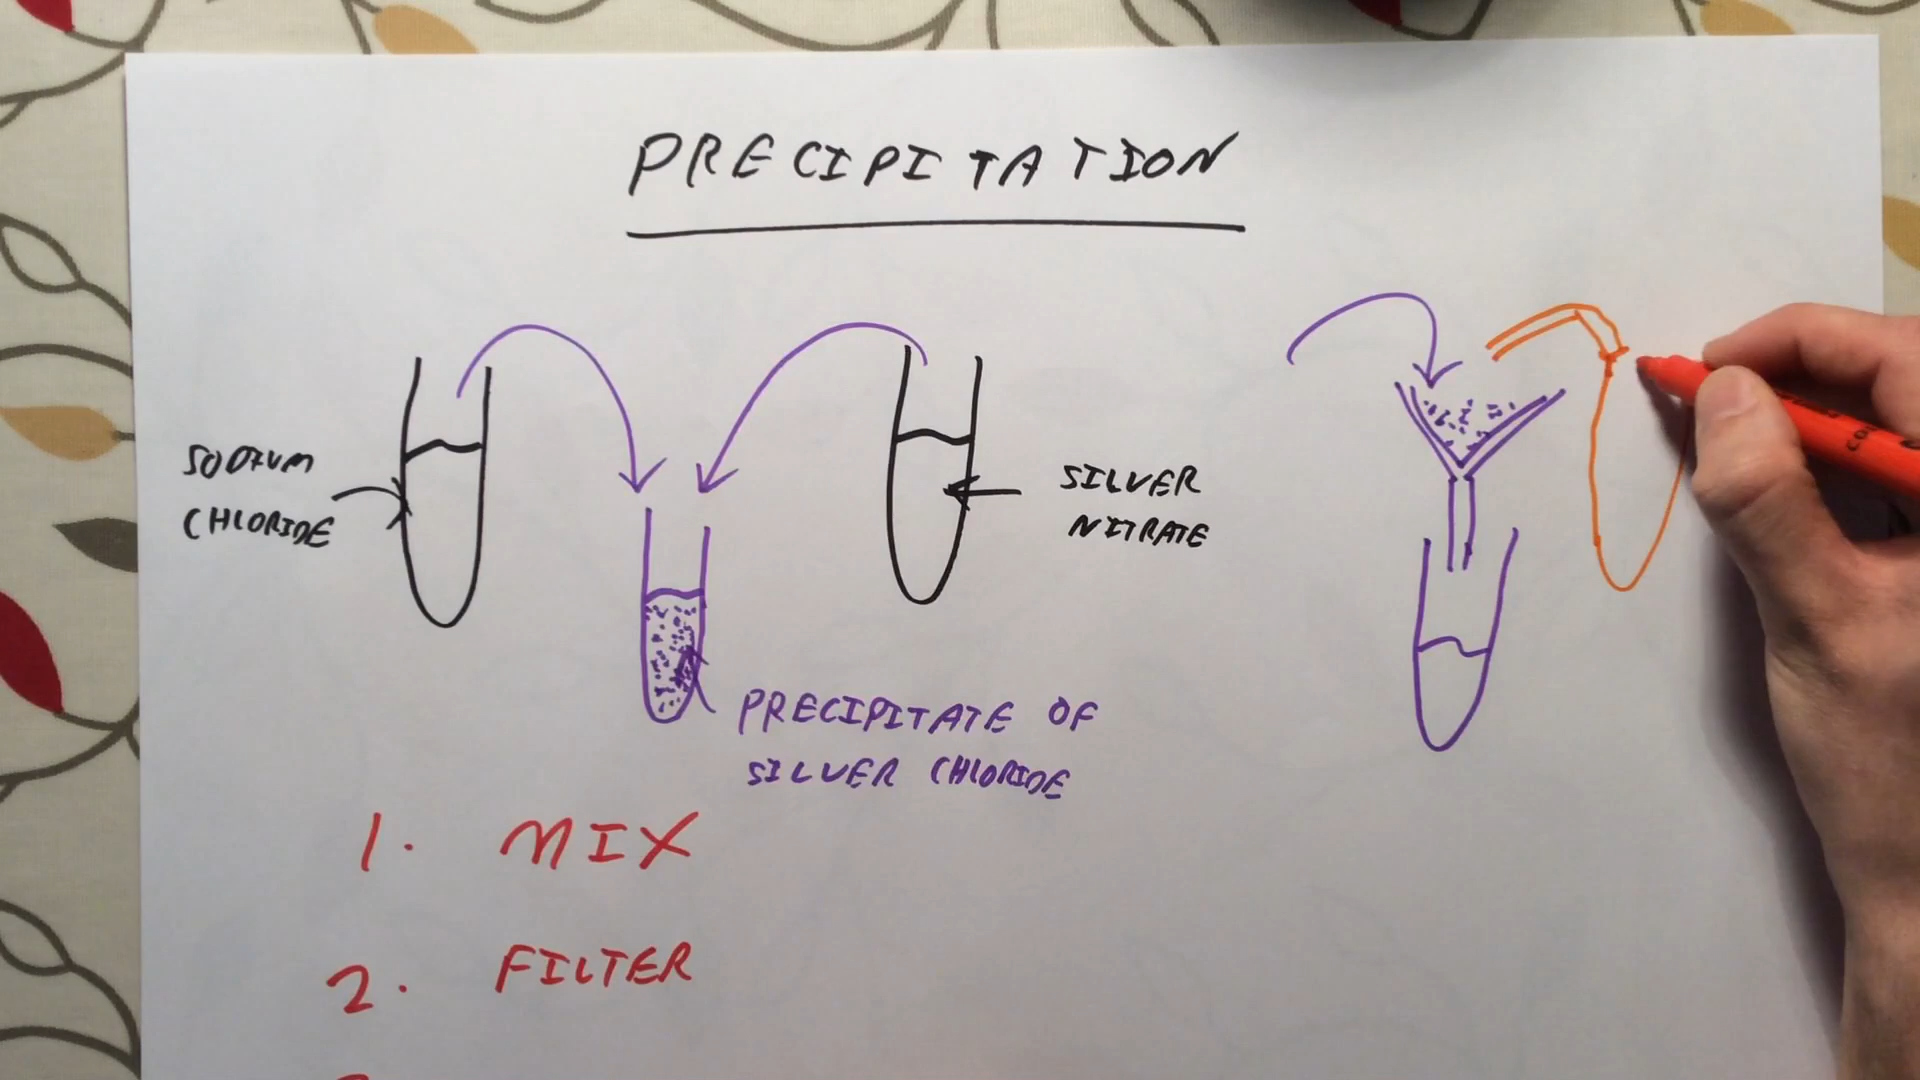 PRECIPITATION
SODIUM
CHLORIDE
SILVER
NITRATE
PRECIPITATE OF
SILVER CHLORIDE
1. MIX
2. FILTER